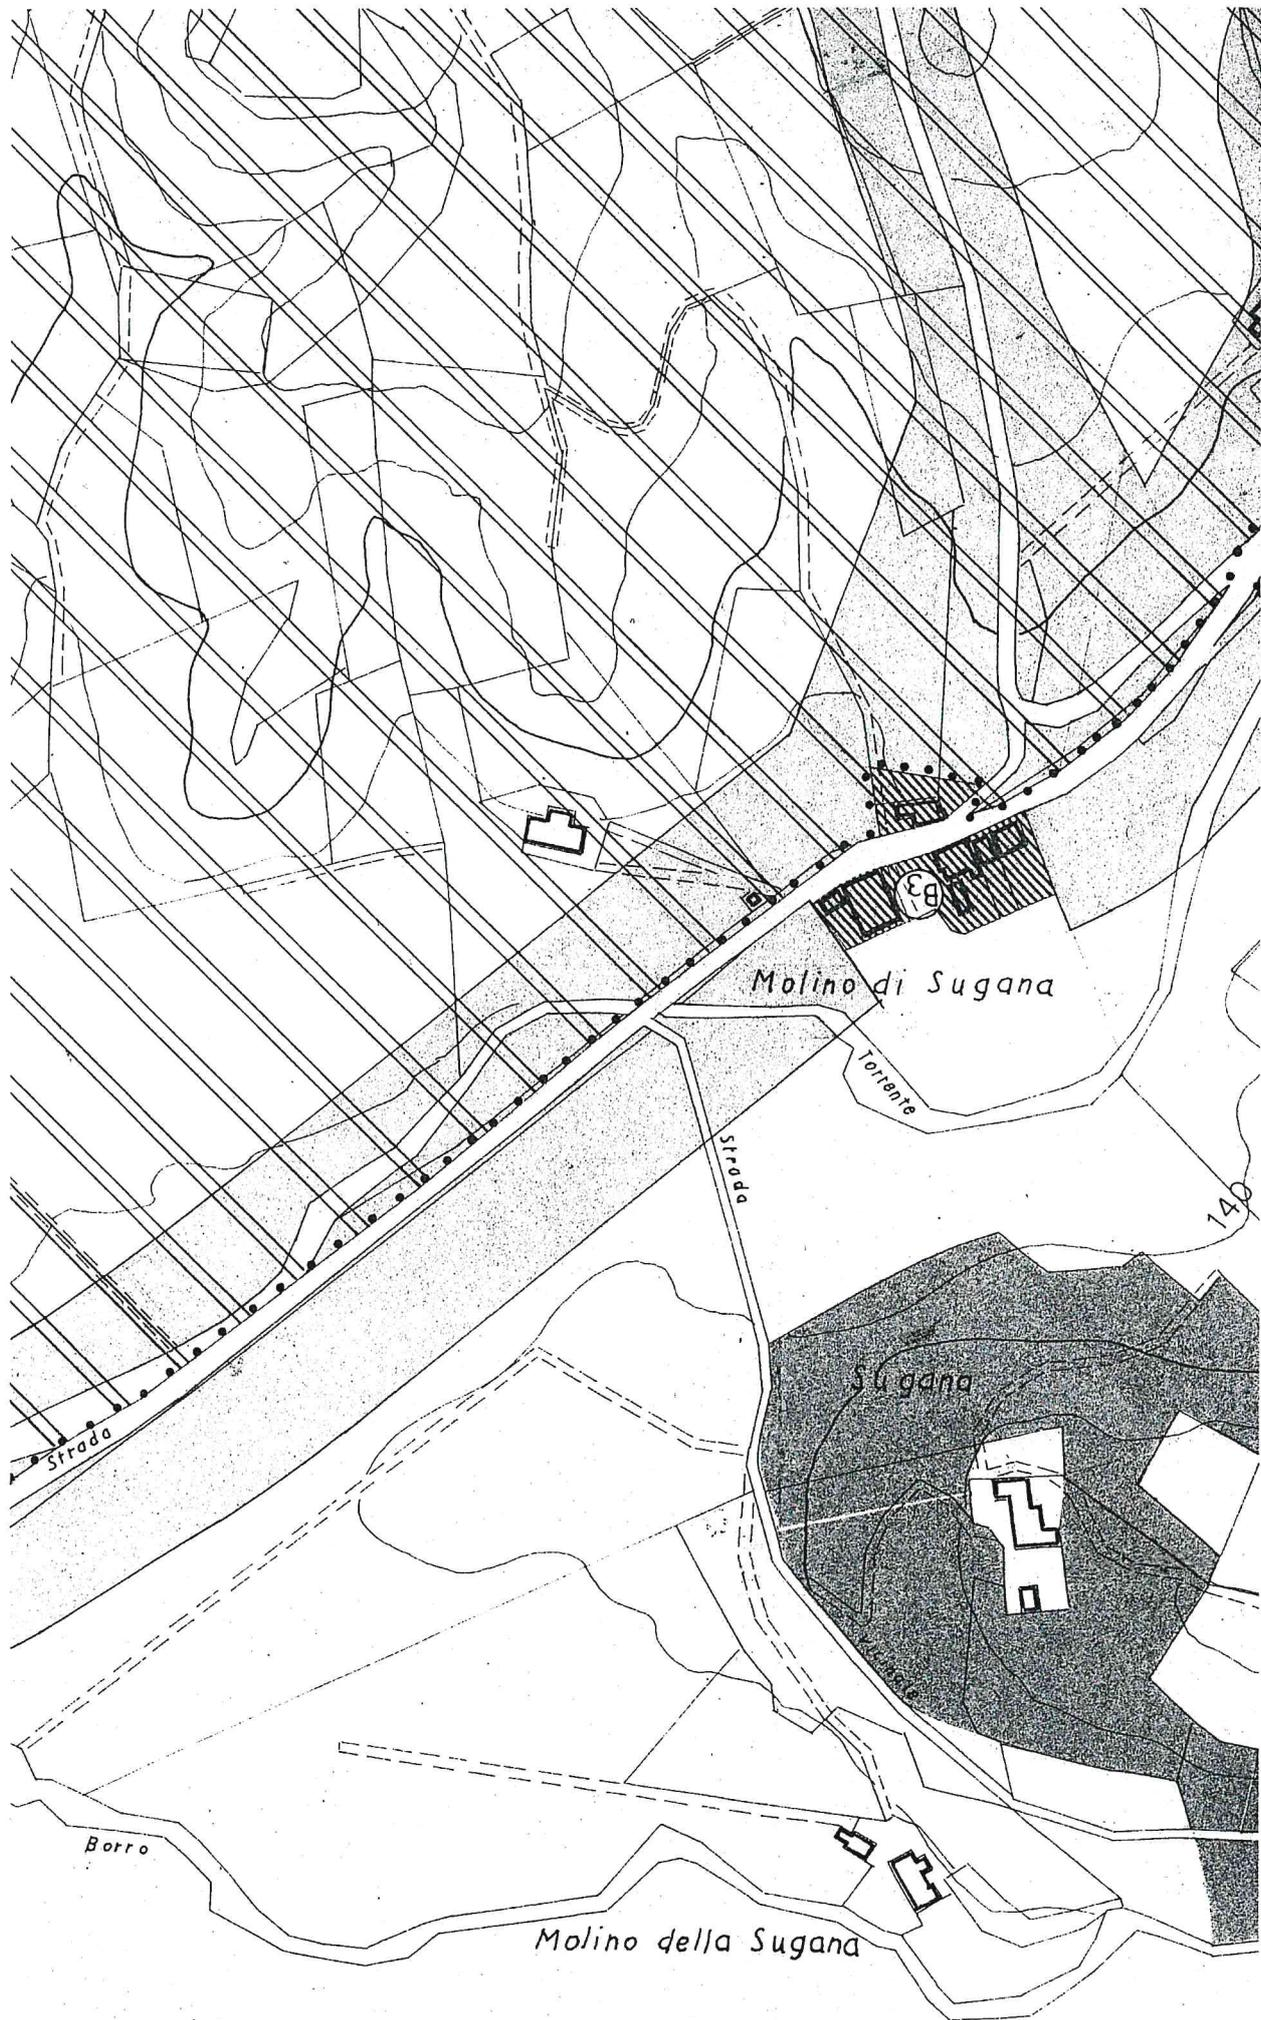 B3
Molino di Sugana
Torrente
Strada
140
Sugana
Strada
Borro
Molino della Sugana